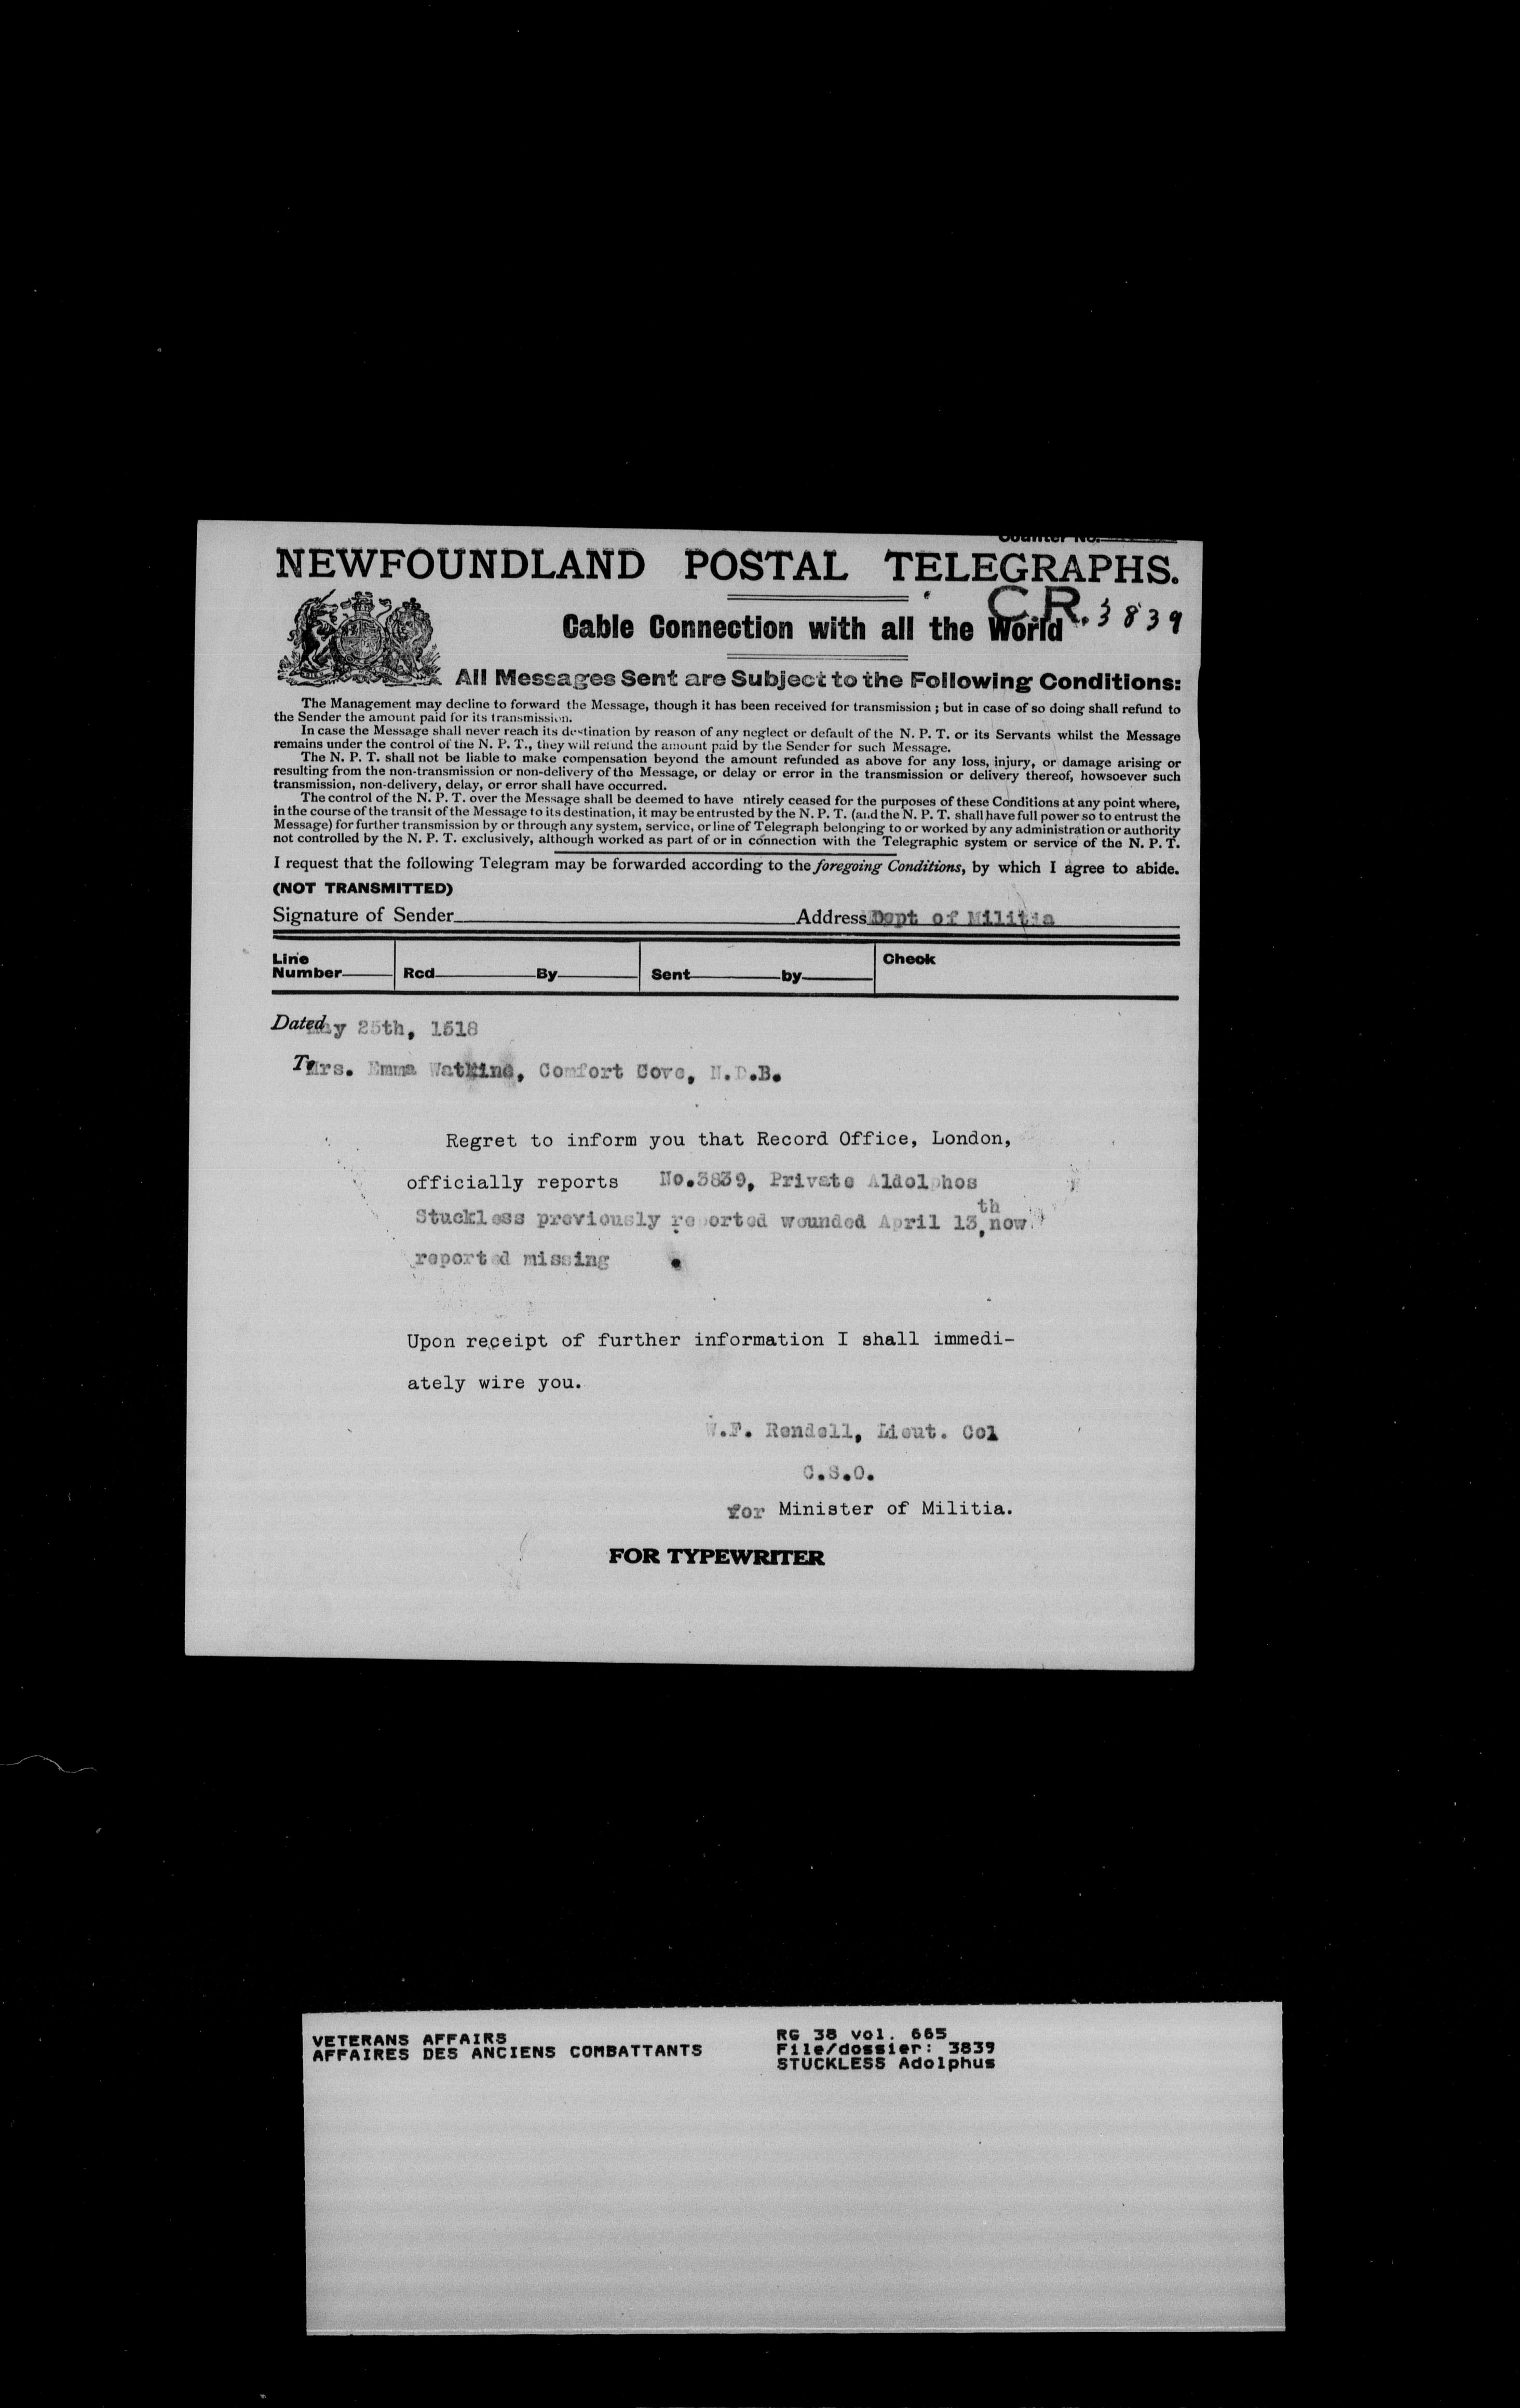 Counter No.
NEWFOUNDLAND POSTAL TELEGRAPHS.
C.R. 3839
Cable Connection with all the World
All Messages Sent are Subject to the Following Conditions:
The Management may decline to forward the Message, though it has been received for transmission ; but in case of so doing shall refund to
the Sender the amount paid for its transmission.
In case the Message shall never reach its destination by reason of any neglect or default of the N. P. T. or its Servants whilst the Message
remains under the control of the N. P. T., they will refund the amount paid by the Sender for such Message.
The N. P. T. shall not be liable to make compensation beyond the amount refunded as above for any loss, injury, or damage arising or
resulting from the non-transmission or non-delivery of the Message, or delay or error in the transmission or delivery thereof, howsoever such
transmission, non-delivery, delay, or error shall have occurred.
The control of the N. P. T. over the Message shall be deemed to have ntirely ceased for the purposes of these Conditions at any point where,
in the course of the transit of the Message to its destination, it may be entrusted by the N. P. T. (and the N. P. T. shall have full power so to entrust the
Message) for further transmission by or through any system, service, or line of Telegraph belonging to or worked by any administration or authority
not controlled by the N. P. T. exclusively, although worked as part of or in connection with the Telegraphic system or service of the N. P. T.
I request that the following Telegram may be forwarded according to the foregoing Conditions, by which I agree to abide.
(NOT TRANSMITTED)
Signature of Sender Address Dept of Militia
Line
Number Rcd By Sent by Check
Dated May 25th, 1518
To Mrs. Emma Watkins, Comfort Cove, N.D.B.
Regret to inform you that Record Office, London,
officially reports No.3839, Private Aldolphos
th
Stuckless previously reported wounded April 13, now
reported missing .
Upon receipt of further information I shall immedi-
ately wire you.
W.F. Rendell, Lieut. Col
C.S.O.
for Minister of Militia.
FOR TYPEWRITER
VETERANS AFFAIRS
AFFAIRES DES ANCIENS COMBATTANTS
RG 38 vol. 665
File/dossier: 3839
STUCKLESS Adolphus